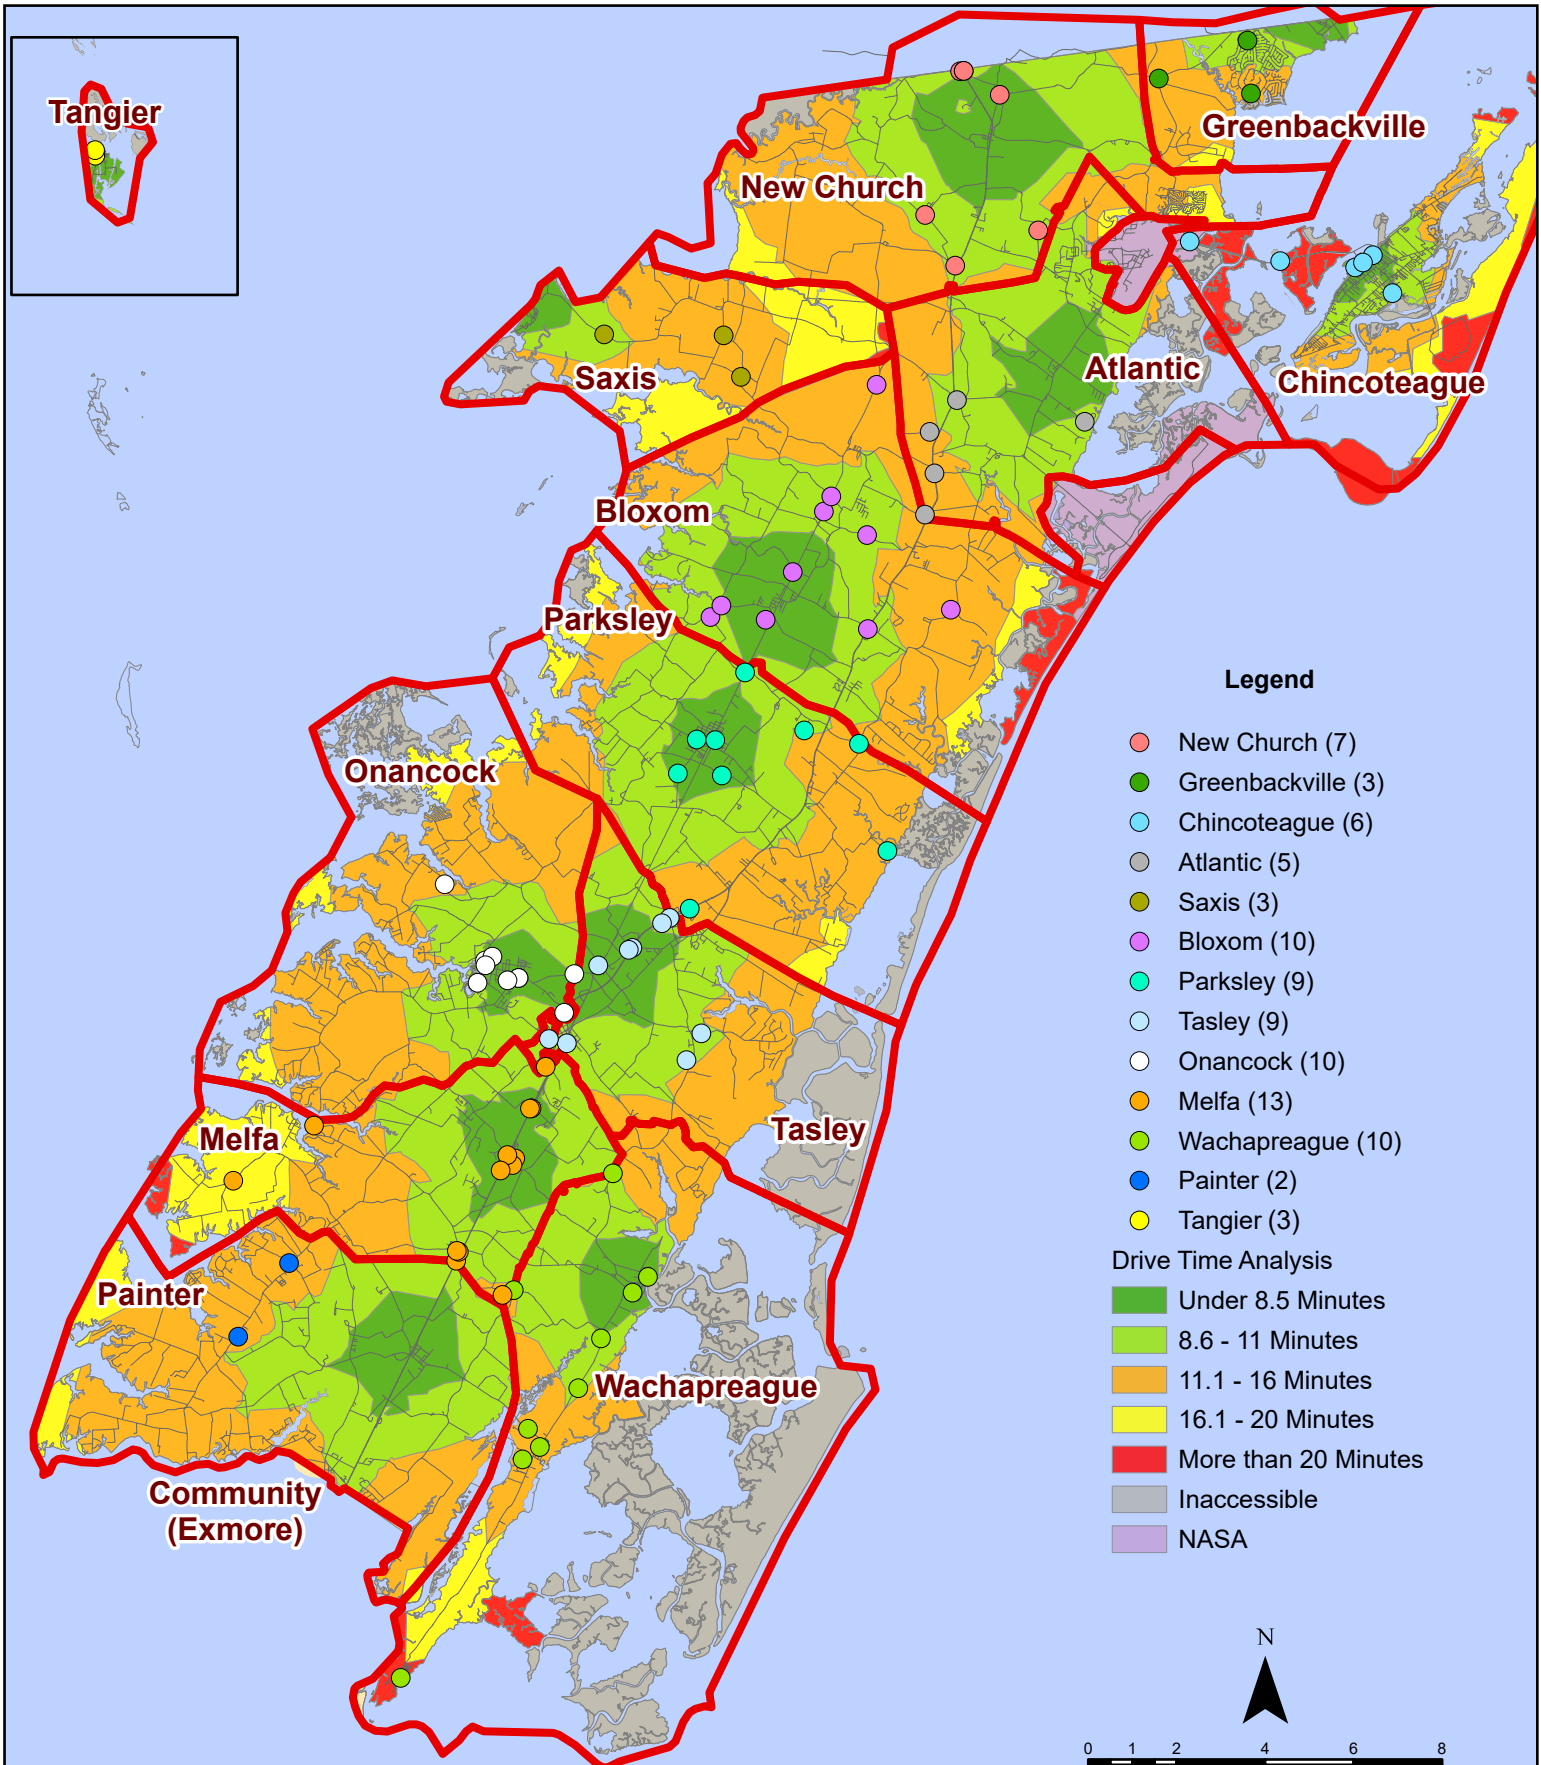 Tangier
Greenbackville
New Church
Atlantic
Saxis
Chincoteague
Bloxom
Parksley
Onancock
Melfa
Tasley
Painter
Wachapreague
Community
(Exmore)
Legend
New Church (7)
Greenbackville (3)
Chincoteague (6)
Atlantic (5)
Saxis (3)
Bloxom (10)
Parksley (9)
Tasley (9)
Onancock (10)
Melfa (13)
Wachapreague (10)
Painter (2)
Tangier (3)
Drive Time Analysis
Under 8.5 Minutes
8.6 - 11 Minutes
11.1 - 16 Minutes
16.1 - 20 Minutes
More than 20 Minutes
Inaccessible
NASA
N
0 1 2 4 6 8